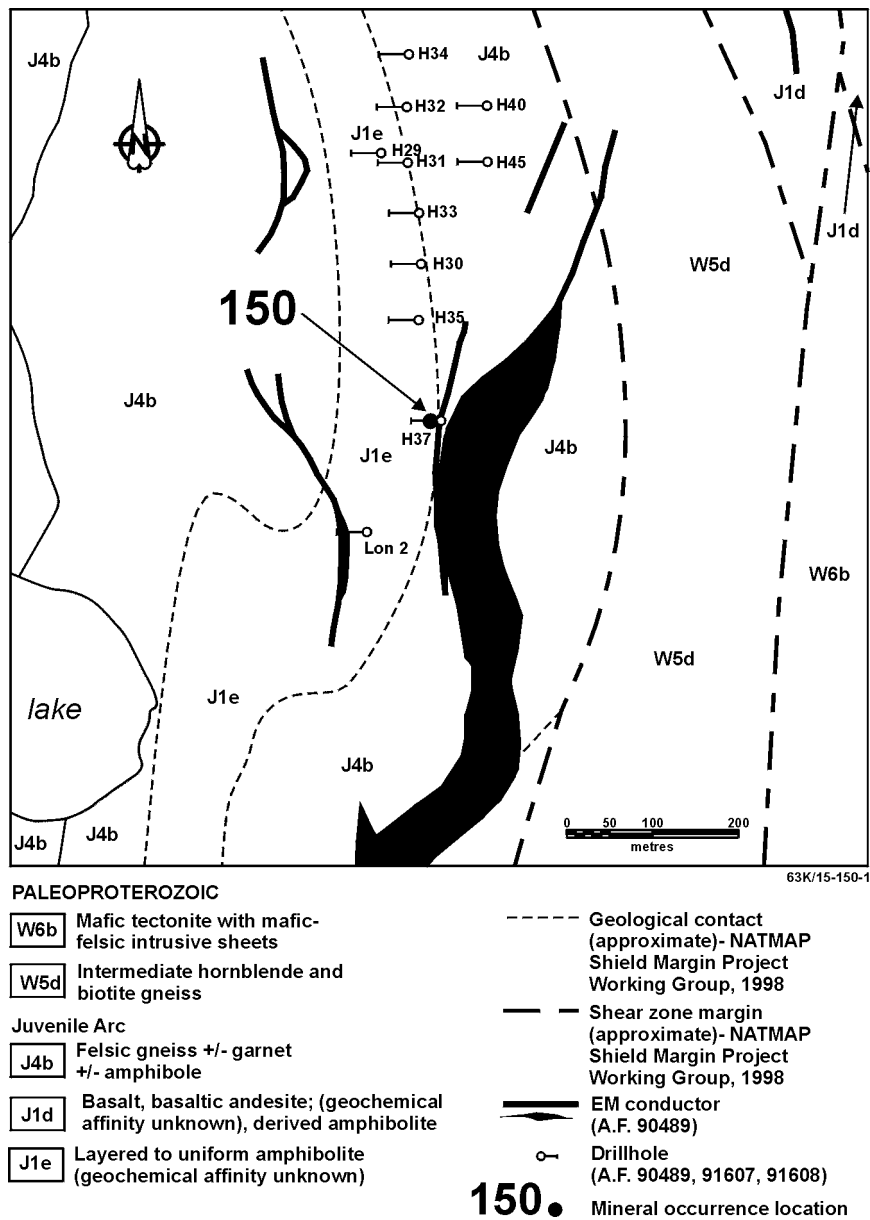 J4b
H34
J4b
J1d
H32
H40
N
J1e
H29
H31
H45
H33
J1d
H30
W5d
150
H35
J4b
H37
J1e
J4b
Lon 2
W6b
W5d
J1e
lake
J4b
J4b
J4b
0 50 100 200
metres
63K/15-150-1
PALEOPROTEROZOIC
W6b Mafic tectonite with mafic-
felsic intrusive sheets
W5d Intermediate hornblende and
biotite gneiss
Juvenile Arc
J4b Felsic gneiss +/- garnet
+/- amphibole
J1d Basalt, basaltic andesite; (geochemical
affinity unknown), derived amphibolite
J1e Layered to uniform amphibolite
(geochemical affinity unknown)
Geological contact
(approximate)- NATMAP
Shield Margin Project
Working Group, 1998
Shear zone margin
(approximate)- NATMAP
Shield Margin Project
Working Group, 1998
EM conductor
(A.F. 90489)
Drillhole
(A.F. 90489, 91607, 91608)
150 Mineral occurrence location